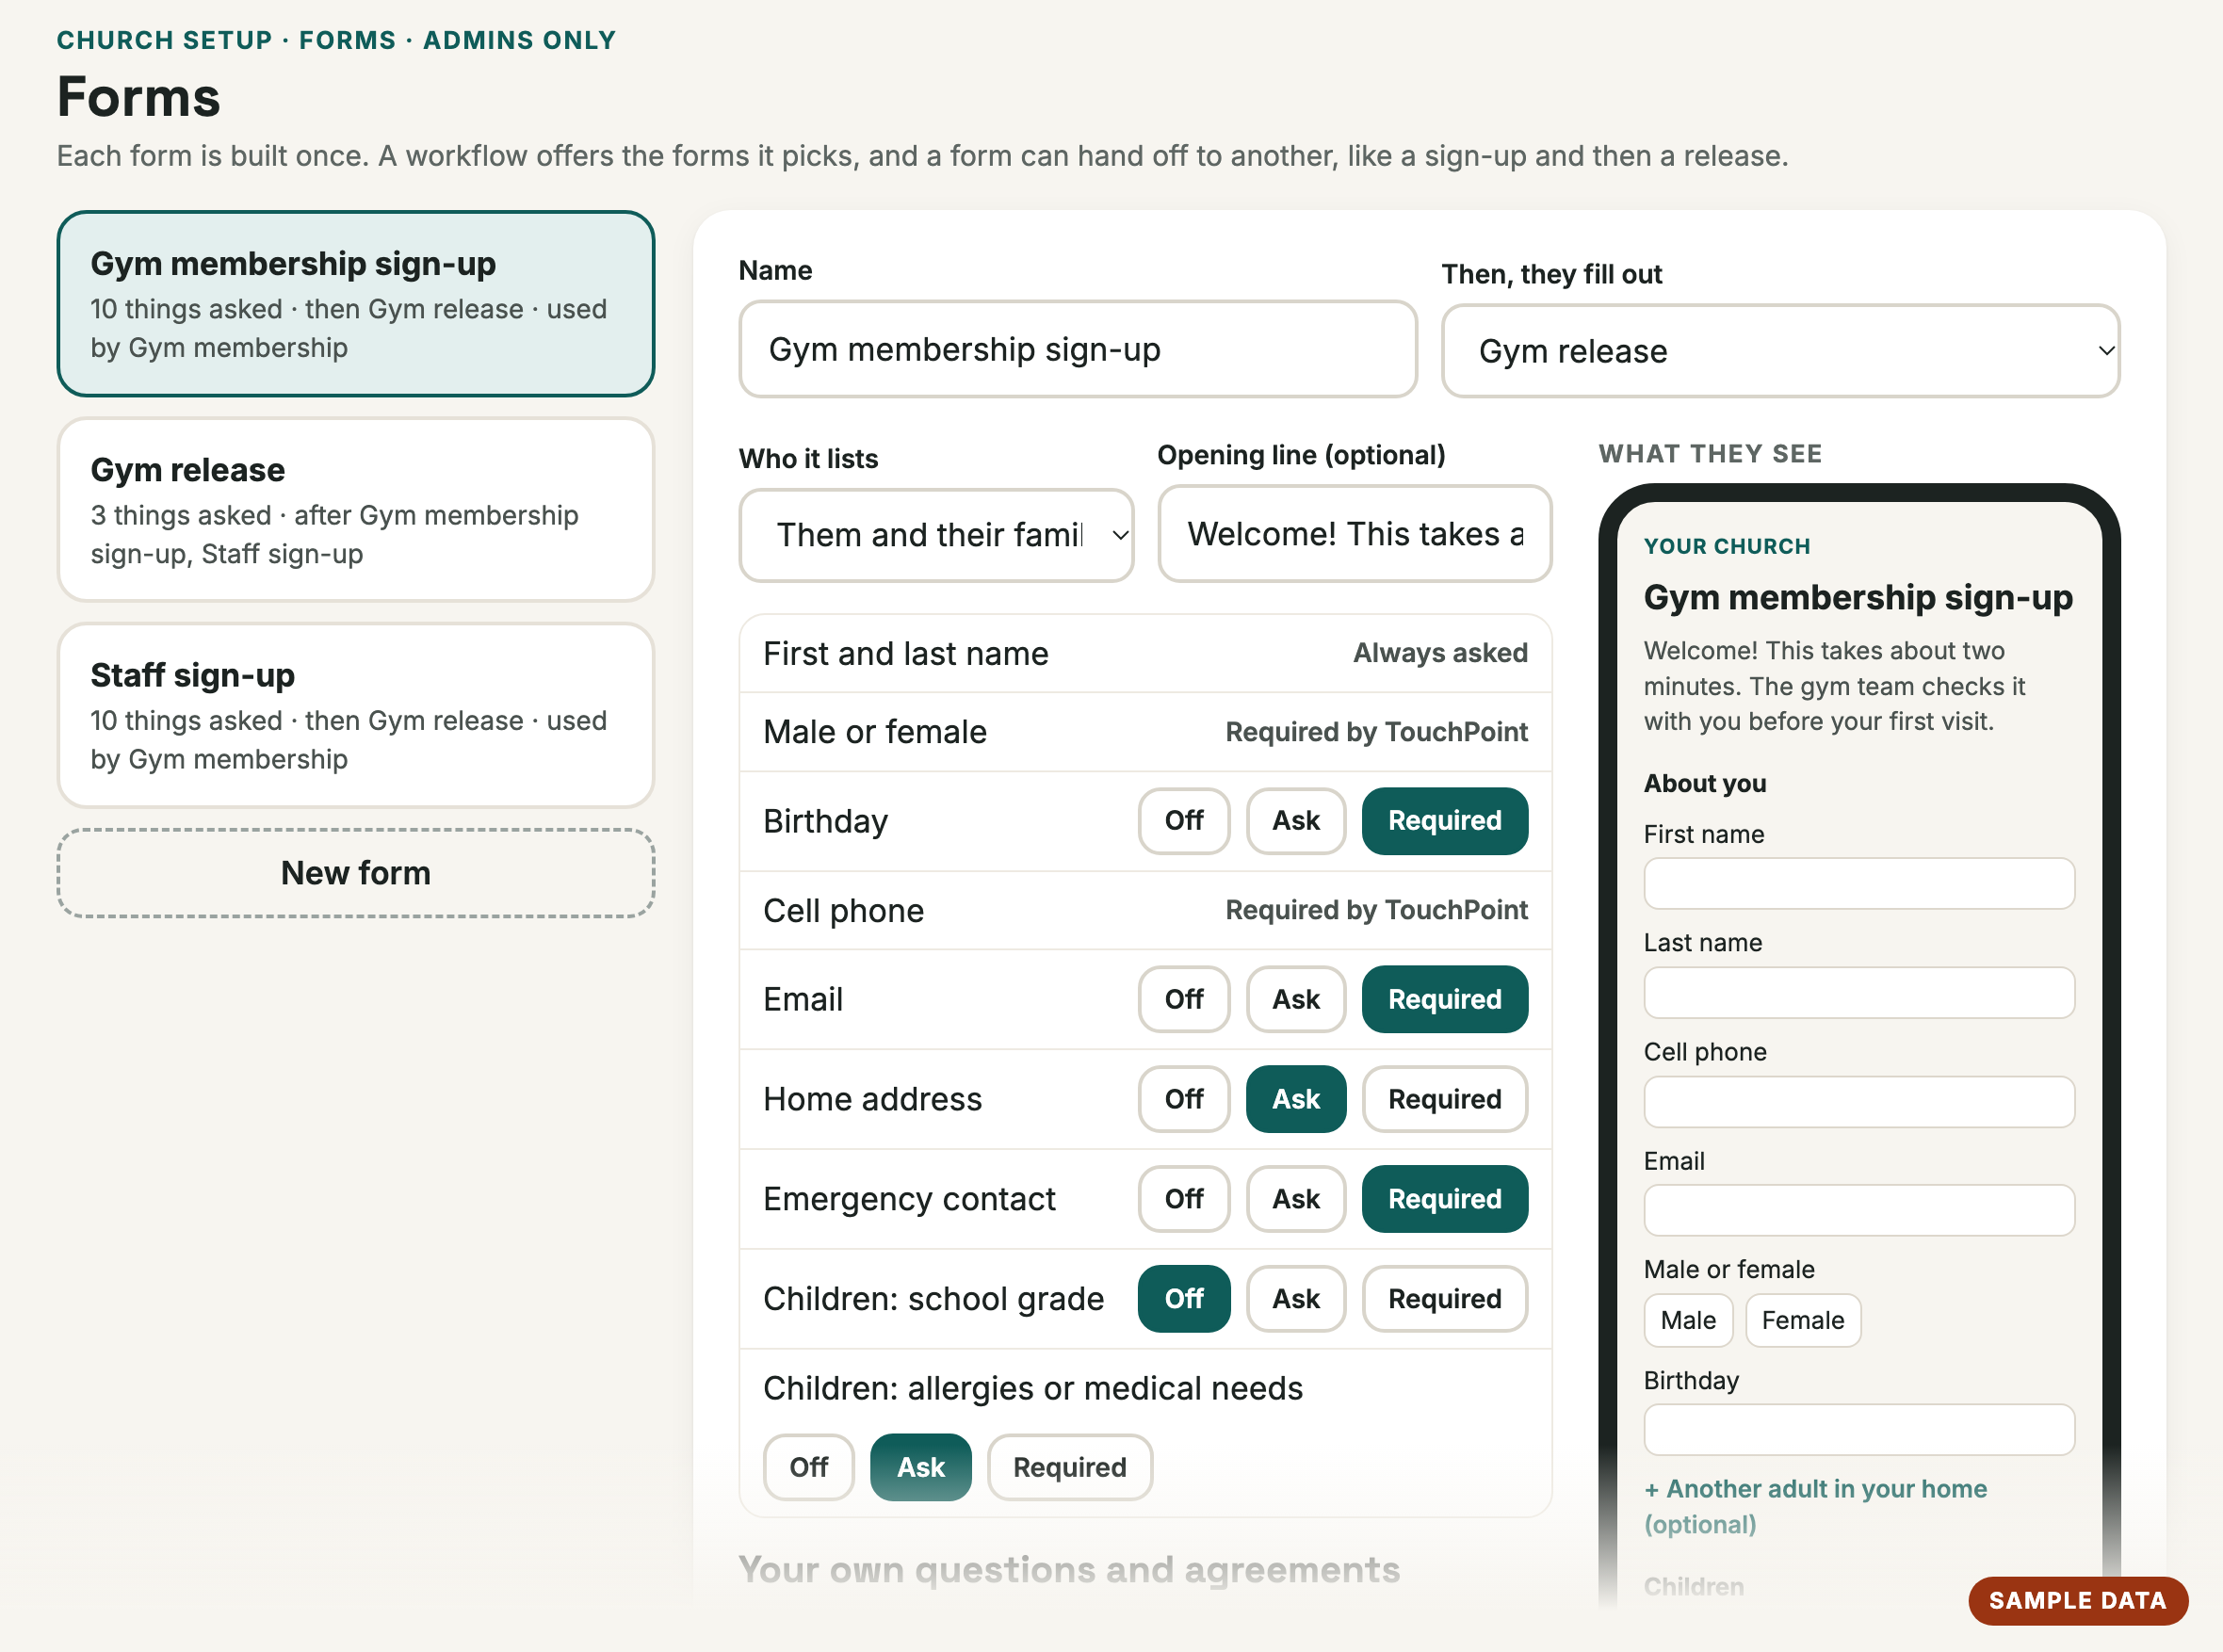 CHURCH SETUP · FORMS · ADMINS ONLY
Forms
Each form is built once. A workflow offers the forms it picks, and a form can hand off to another, like a sign-up and then a release.
Gym membership sign-up
10 things asked · then Gym release · used
by Gym membership
Gym release
3 things asked · after Gym membership
sign-up, Staff sign-up
Staff sign-up
10 things asked · then Gym release · used
by Gym membership
New form
Name
Gym membership sign-up
Then, they fill out
Gym release
Who it lists
Them and their famil
Opening line (optional)
Welcome! This takes a
First and last name Always asked
Male or female Required by TouchPoint
Birthday Off Ask Required
Cell phone Required by TouchPoint
Email Off Ask Required
Home address Off Ask Required
Emergency contact Off Ask Required
Children: school grade Off Ask Required
Children: allergies or medical needs
Off Ask Required
Your own questions and agreements
WHAT THEY SEE
YOUR CHURCH
Gym membership sign-up
Welcome! This takes about two
minutes. The gym team checks it
with you before your first visit.
About you
First name
Last name
Cell phone
Email
Male or female
Male Female
Birthday
+ Another adult in your home
(optional)
Children
SAMPLE DATA